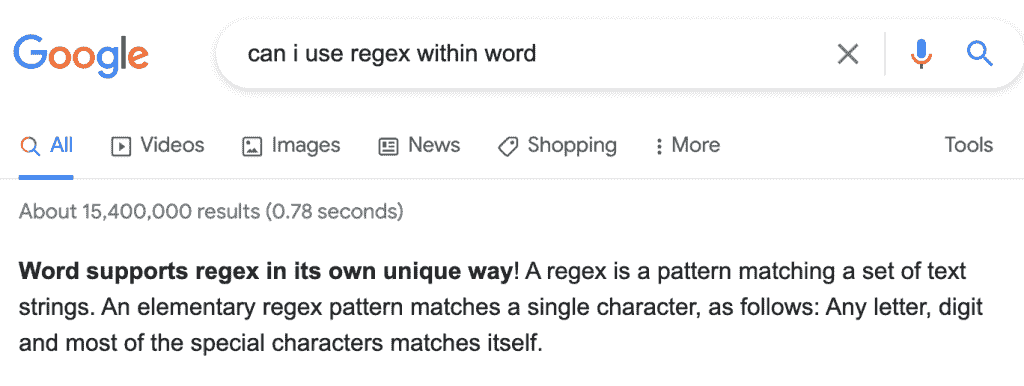 Google
can i use regex within word
All Videos Images News Shopping More Tools
About 15,400,000 results (0.78 seconds)
Word supports regex in its own unique way! A regex is a pattern matching a set of text
strings. An elementary regex pattern matches a single character, as follows: Any letter, digit
and most of the special characters matches itself.